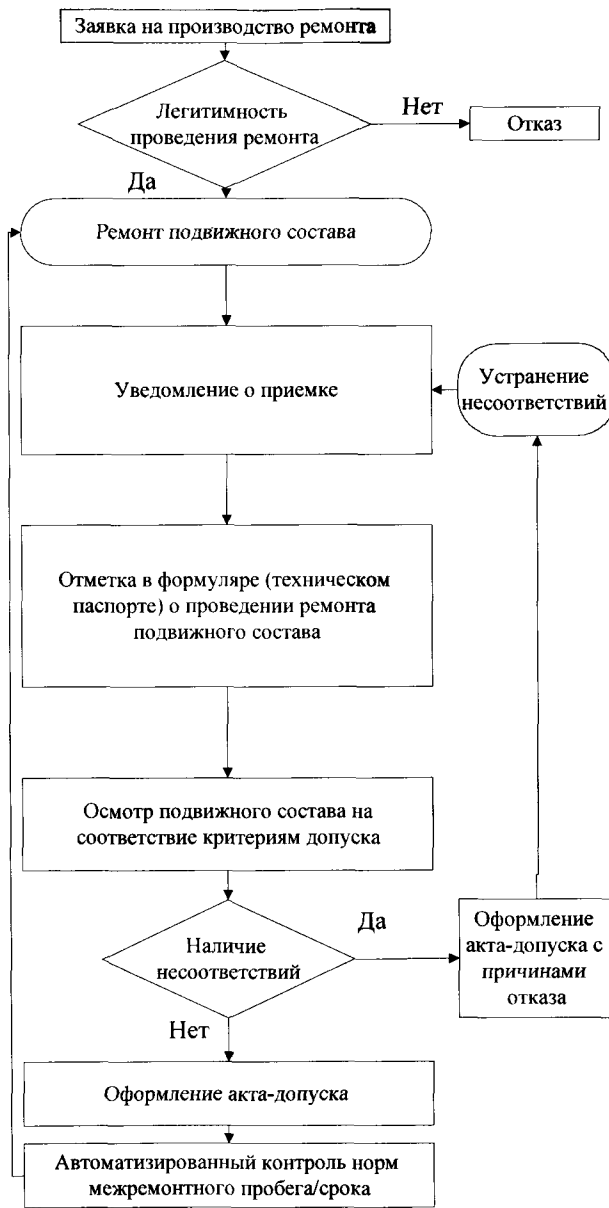 Заявка на производство ремонта
Легитимность
проведения ремонта
Нет
Отказ
Да
Ремонт подвижного состава
Уведомление о приемке
Устранение
несоответствий
Отметка в формуляре (техническом
паспорте) о проведении ремонта
подвижного состава
Осмотр подвижного состава на
соответствие критериям допуска
Наличие
несоответствий
Да
Оформление
акта-допуска с
причинами
отказа
Нет
Оформление акта-допуска
Автоматизированный контроль норм
межремонтного пробега/срока